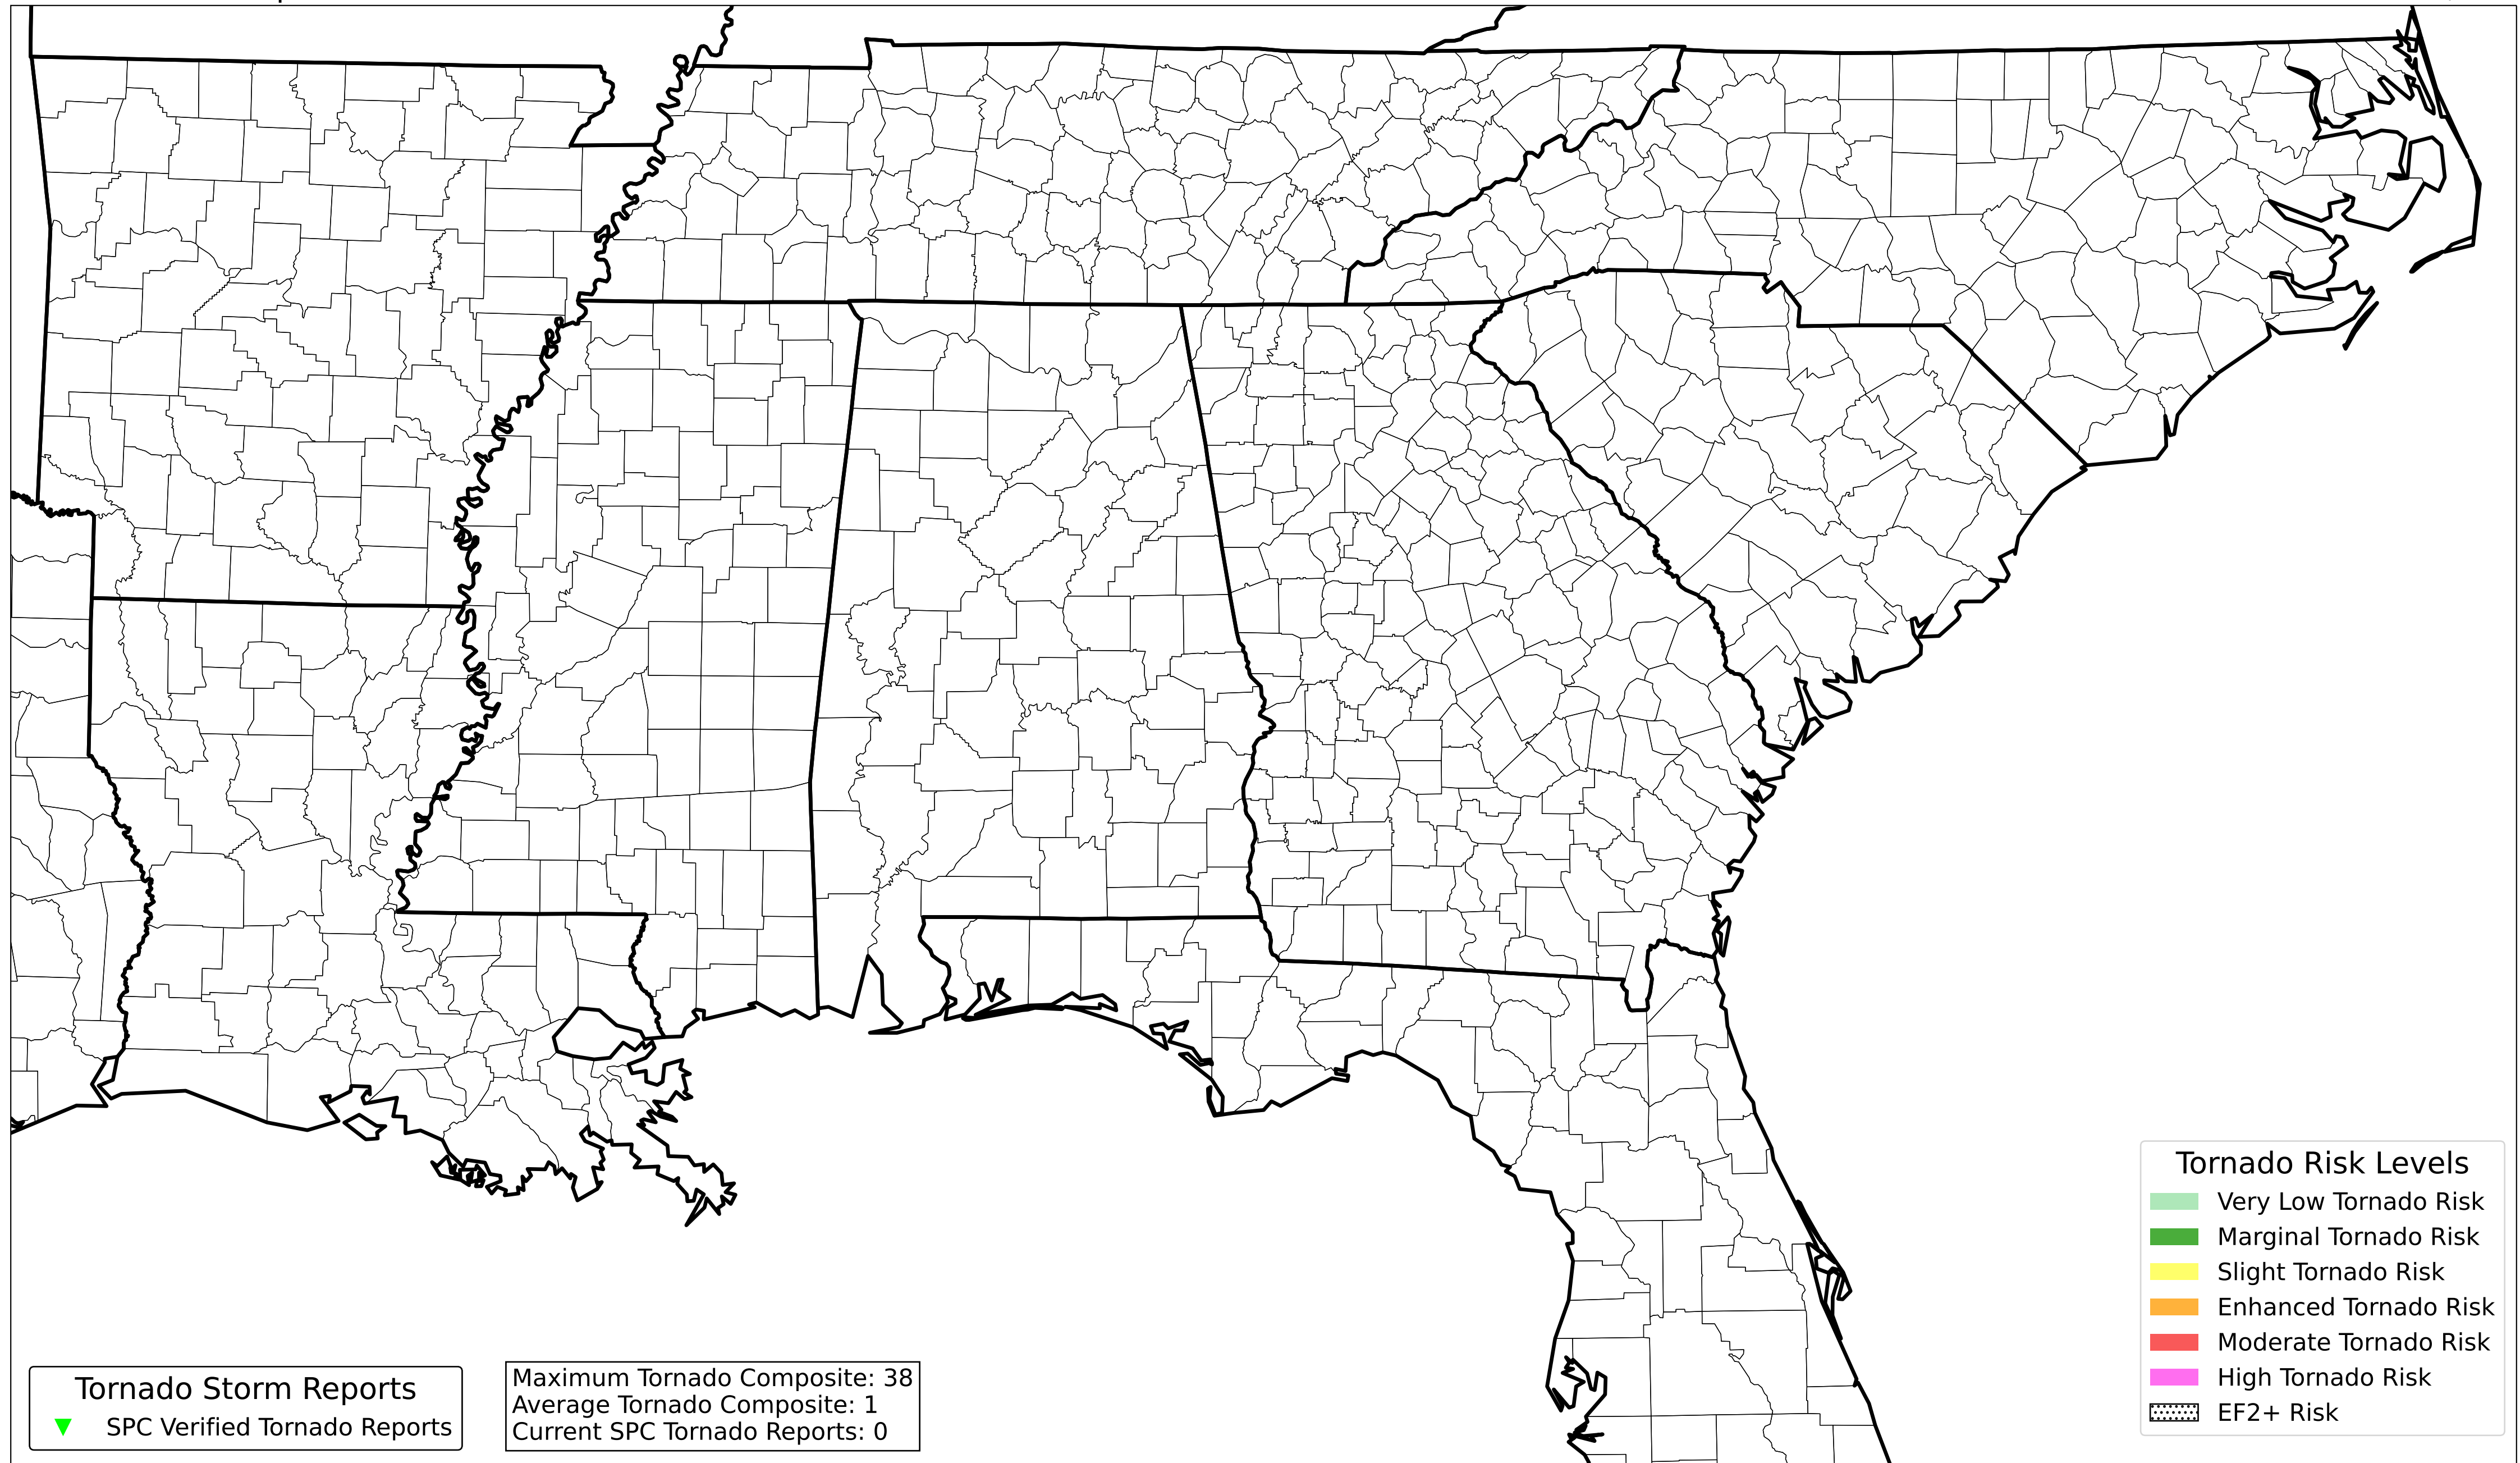 Tornado Storm Reports
SPC Verified Tornado Reports
Maximum Tornado Composite: 38
Average Tornado Composite: 1
Current SPC Tornado Reports: 0
Tornado Risk Levels
Very Low Tornado Risk
Marginal Tornado Risk
Slight Tornado Risk
Enhanced Tornado Risk
Moderate Tornado Risk
High Tornado Risk
EF2+ Risk